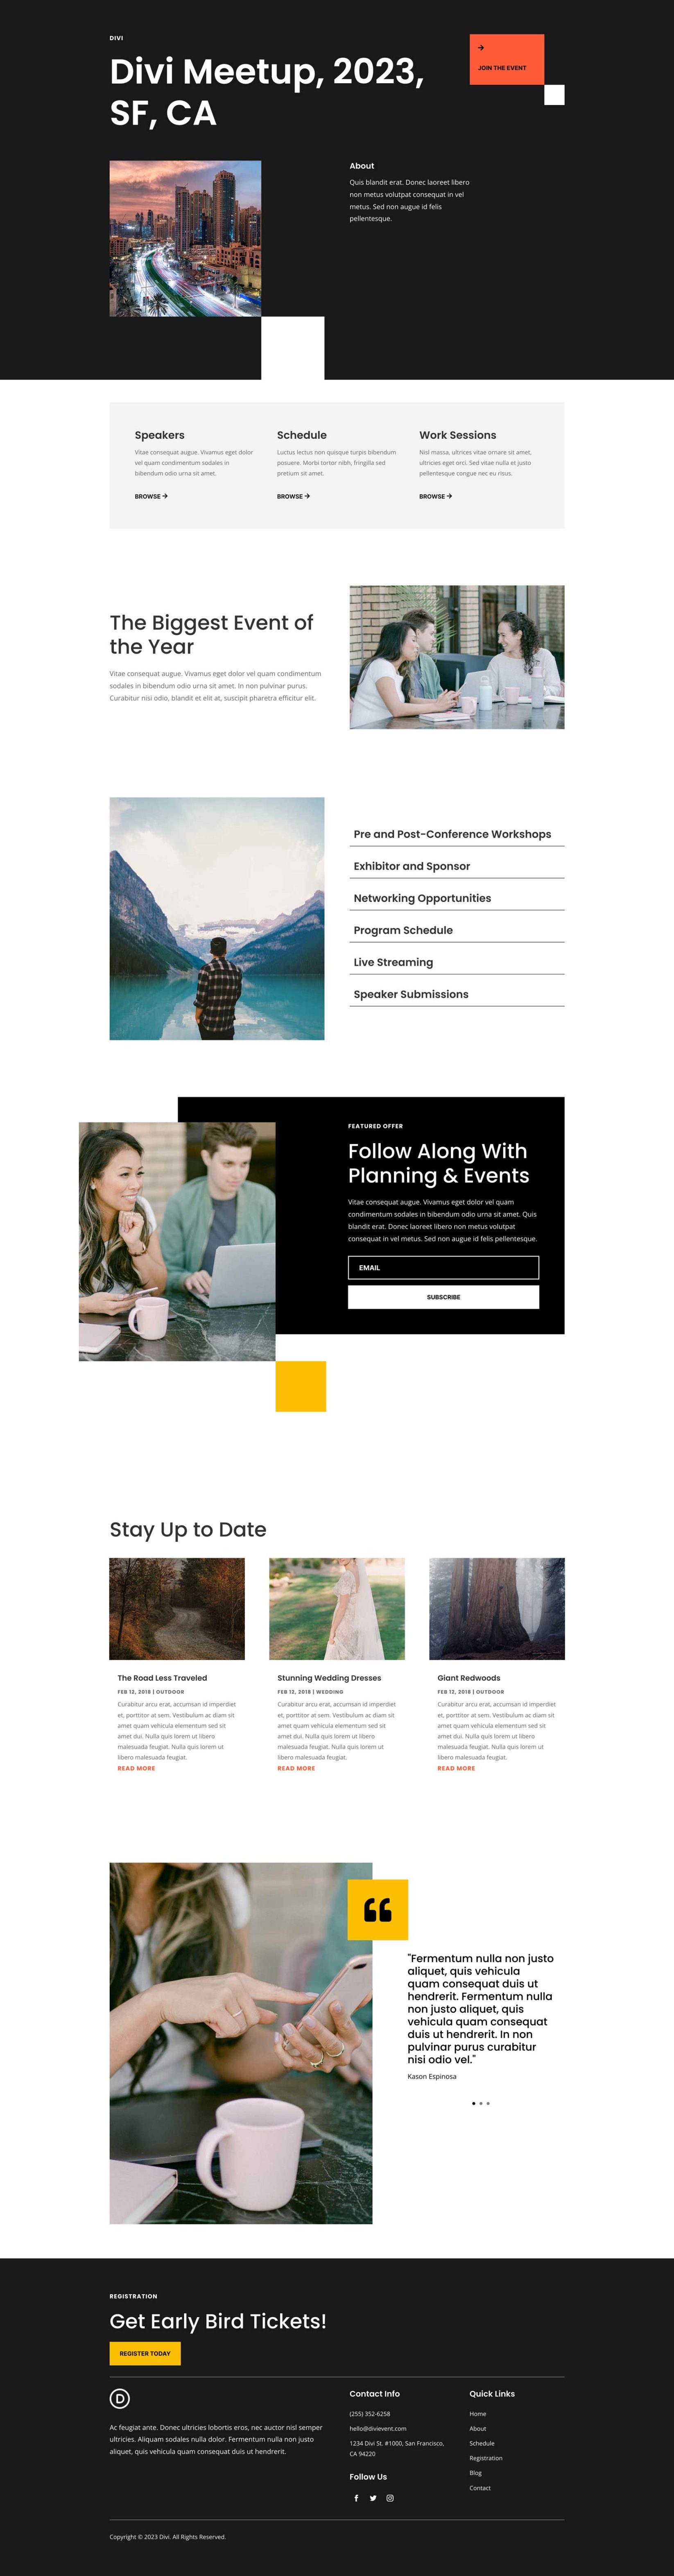 DIVI
Divi Meetup, 2023,
SF, CA
JOIN THE EVENT
About
Quis blandit erat. Donec laoreet libero
non metus volutpat consequat in vel
metus. Sed non augue id felis
pellentesque.
Speakers
Vitae consequat augue. Vivamus eget dolor
vel quam condimentum sodales in
bibendum odio urna sit amet.
BROWSE
Schedule
Luctus lectus non quisque turpis bibendum
posuere. Morbi tortor nibh, fringilla sed
pretium sit amet.
BROWSE
Work Sessions
Nisl massa, ultrices vitae ornare sit amet,
ultricies eget orci. Sed vitae nulla et justo
pellentesque congue nec eu risus.
BROWSE
The Biggest Event of
the Year
Vitae consequat augue. Vivamus eget dolor vel quam condimentum
sodales in bibendum odio urna sit amet. In non pulvinar purus.
Curabitur nisi odio, blandit et elit at, suscipit pharetra efficitur elit.
Pre and Post-Conference Workshops
Exhibitor and Sponsor
Networking Opportunities
Program Schedule
Live Streaming
Speaker Submissions
FEATURED OFFER
Follow Along With
Planning & Events
Vitae consequat augue. Vivamus eget dolor vel quam
condimentum sodales in bibendum odio urna sit amet. Quis
blandit erat. Donec laoreet libero non metus volutpat
consequat in vel metus. Sed non augue id felis pellentesque.
EMAIL
SUBSCRIBE
Stay Up to Date
The Road Less Traveled
FEB 12, 2018 | OUTDOOR
Curabitur arcu erat, accumsan id imperdiet
et, porttitor at sem. Vestibulum ac diam sit
amet quam vehicula elementum sed sit
amet dui. Nulla quis lorem ut libero
malesuada feugiat. Nulla quis lorem ut
libero malesuada feugiat.
READ MORE
Stunning Wedding Dresses
FEB 12, 2018 | WEDDING
Curabitur arcu erat, accumsan id imperdiet
et, porttitor at sem. Vestibulum ac diam sit
amet quam vehicula elementum sed sit
amet dui. Nulla quis lorem ut libero
malesuada feugiat. Nulla quis lorem ut
libero malesuada feugiat.
READ MORE
Giant Redwoods
FEB 12, 2018 | OUTDOOR
Curabitur arcu erat, accumsan id imperdiet
et, porttitor at sem. Vestibulum ac diam sit
amet quam vehicula elementum sed sit
amet dui. Nulla quis lorem ut libero
malesuada feugiat. Nulla quis lorem ut
libero malesuada feugiat.
READ MORE
"Fermentum nulla non justo
aliquet, quis vehicula
quam consequat duis ut
hendrerit. Fermentum nulla
non justo aliquet, quis
vehicula quam consequat
duis ut hendrerit. In non
pulvinar purus curabitur
nisi odio vel."
Kason Espinosa
REGISTRATION
Get Early Bird Tickets!
REGISTER TODAY
D
Ac feugiat ante. Donec ultricies lobortis eros, nec auctor nisl semper
ultricies. Aliquam sodales nulla dolor. Fermentum nulla non justo
aliquet, quis vehicula quam consequat duis ut hendrerit.
Contact Info
(255) 352-6258
hello@divievent.com
1234 Divi St. #1000, San Francisco,
CA 94220
Follow Us
Quick Links
Home
About
Schedule
Registration
Blog
Contact
Copyright © 2023 Divi. All Rights Reserved.